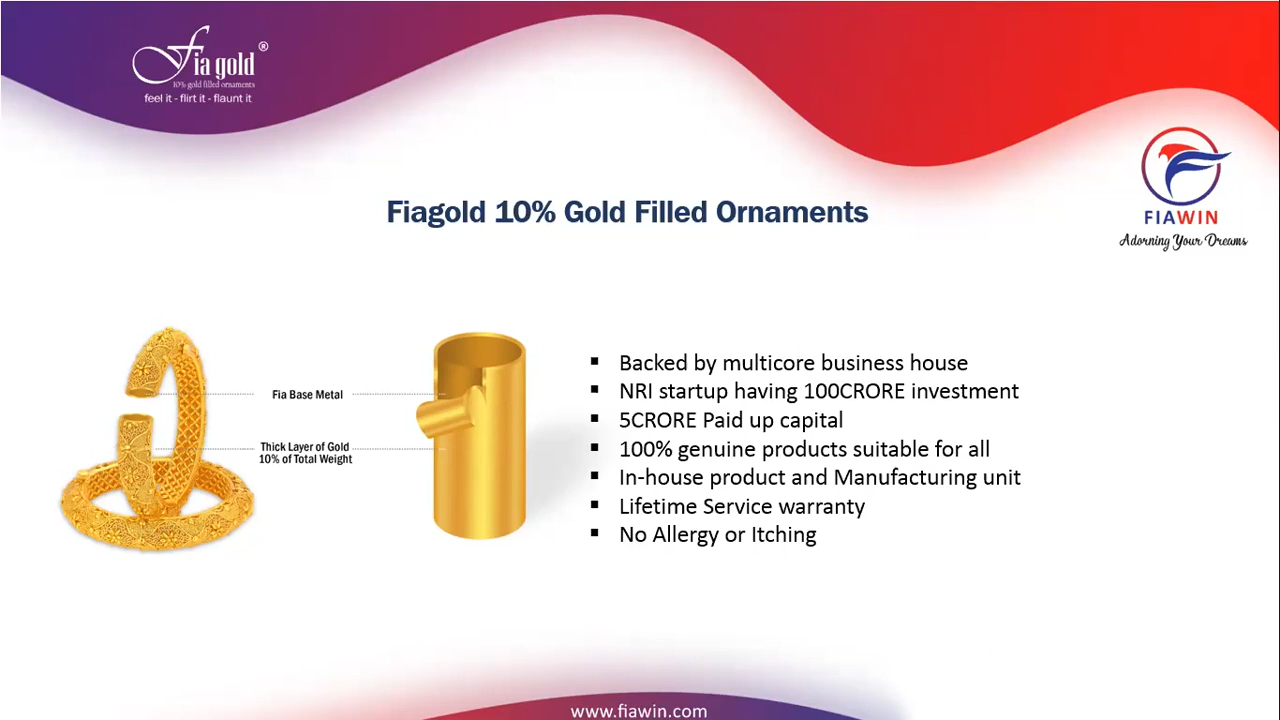 Fia gold ®
10% gold filled ornaments
feel it - flirt it - flaunt it
FIAWIN
Adorning Your Dreams
Fiagold 10% Gold Filled Ornaments
Fia Base Metal
Thick Layer of Gold
10% of Total Weight
▪ Backed by multicore business house
▪ NRI startup having 100CRORE investment
▪ 5CRORE Paid up capital
▪ 100% genuine products suitable for all
▪ In-house product and Manufacturing unit
▪ Lifetime Service warranty
▪ No Allergy or Itching
www.fiawin.com